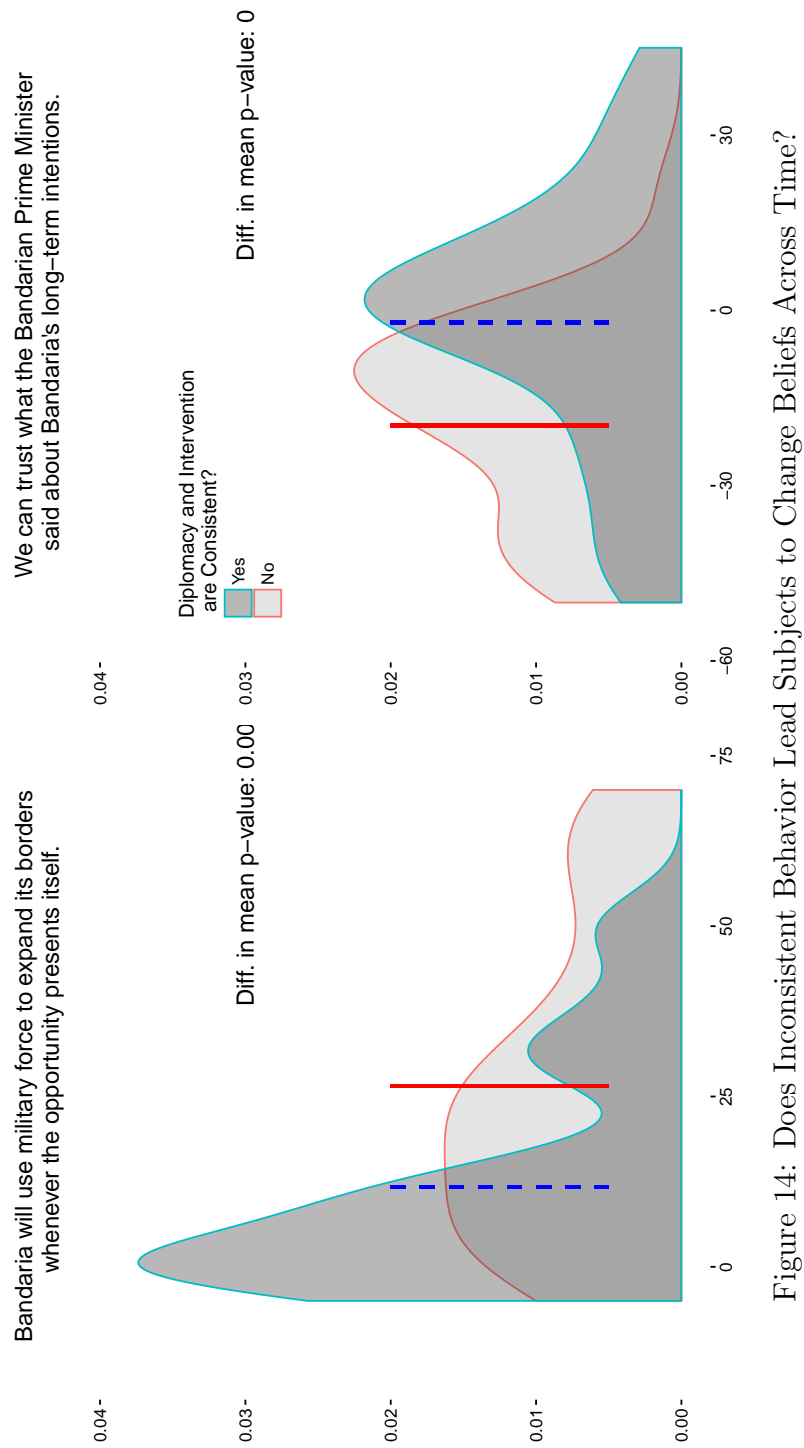 Bandaria will use military force to expand its borders
whenever the opportunity presents itself.
Diff. in mean p−value: 0.00
0.04
0.03
0.02
0.01
0.00
0
25
50
75
We can trust what the Bandarian Prime Minister
said about Bandaria's long−term intentions.
Diff. in mean p−value: 0
Diplomacy and Intervention
are Consistent?
Yes
No
0.04
0.03
0.02
0.01
0.00
−60
−30
0
30
Figure 14: Does Inconsistent Behavior Lead Subjects to Change Beliefs Across Time?